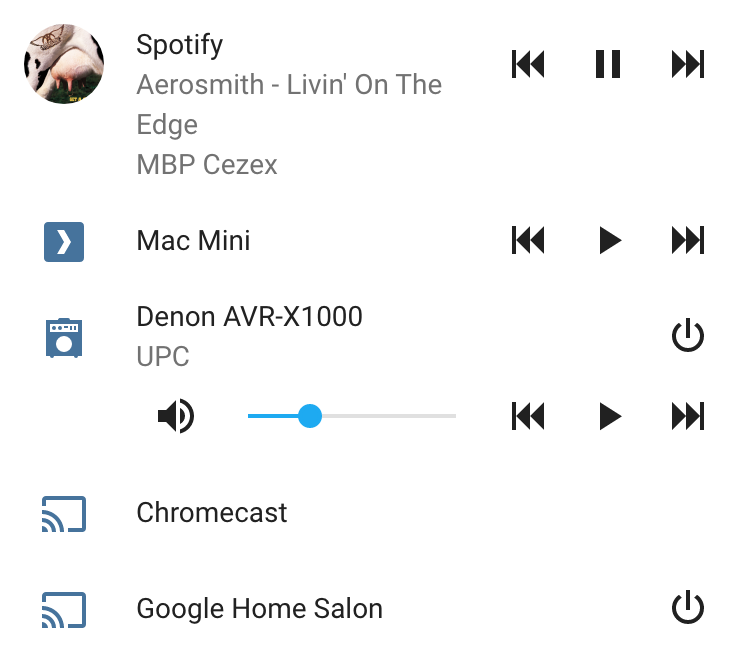 Spotify
Aerosmith - Livin' On The
Edge
MBP Cezex
Mac Mini
Denon AVR-X1000
UPC
Chromecast
Google Home Salon